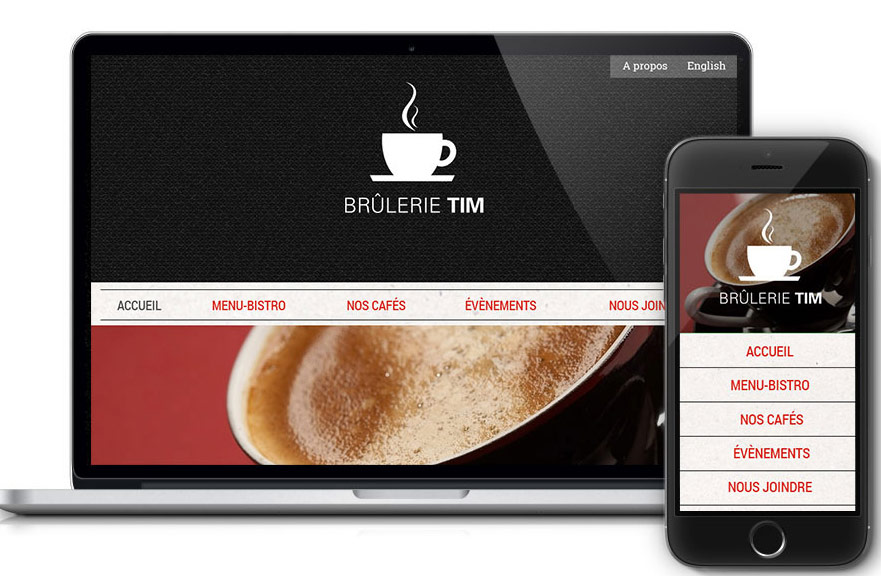 A propos English
BRÛLERIE TIM
ACCUEIL MENU-BISTRO NOS CAFÉS ÉVÈNEMENTS NOUS JOIN
BRÛLERIE TIM
ACCUEIL
MENU-BISTRO
NOS CAFÉS
ÉVÈNEMENTS
NOUS JOINDRE